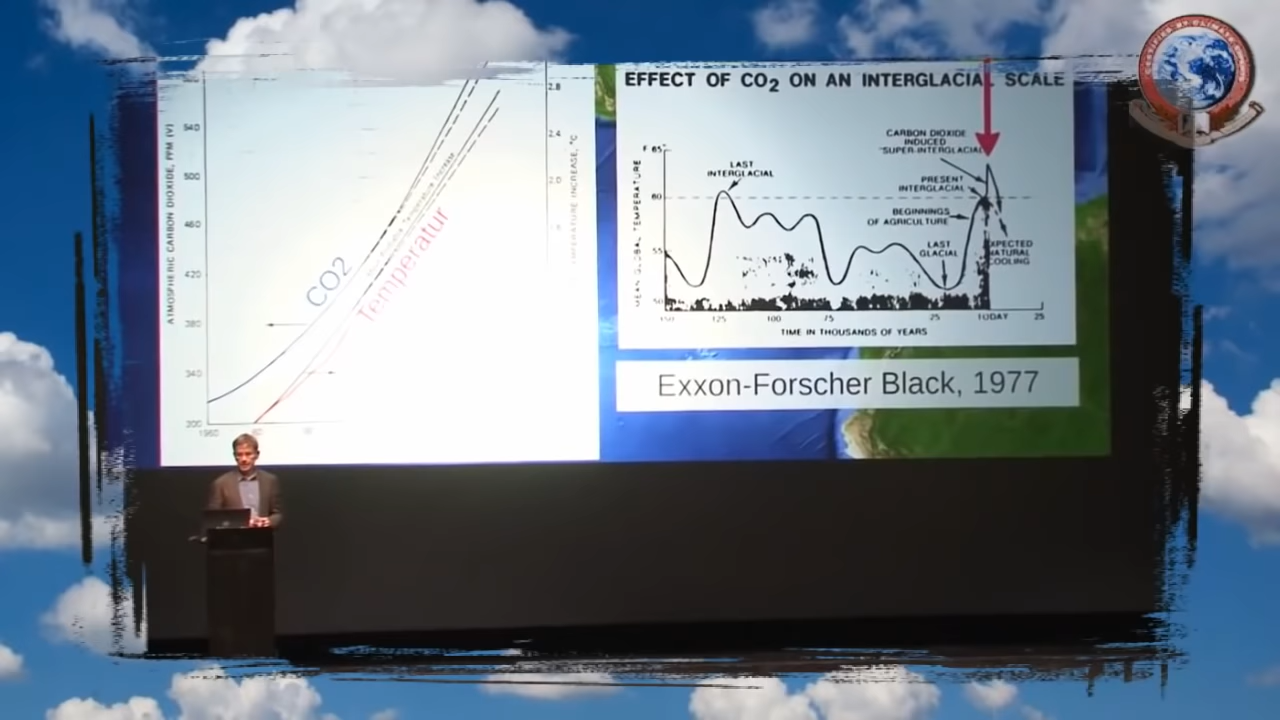 540
500
460
420
380
340
300
1960
ATMOSPHERIC CARBON DIOXIDE, PPM (V)
CO2
Temperatur
2.8
2.4
2.0
EFFECT OF CO2 ON AN INTERGLACIAL SCALE
F 65
60
55
50
MEAN GLOBAL TEMPERATURE
LAST
INTERGLACIAL
CARBON DIOXIDE
INDUCED
"SUPER-INTERGLACIAL
PRESENT
INTERGLACIAL
BEGINNINGS
OF AGRICULTURE
LAST
GLACIAL
EXPECTED
NATURAL
COOLING
150 125 100 75 25 TODAY 25
TIME IN THOUSANDS OF YEARS
Exxon-Forscher Black, 1977